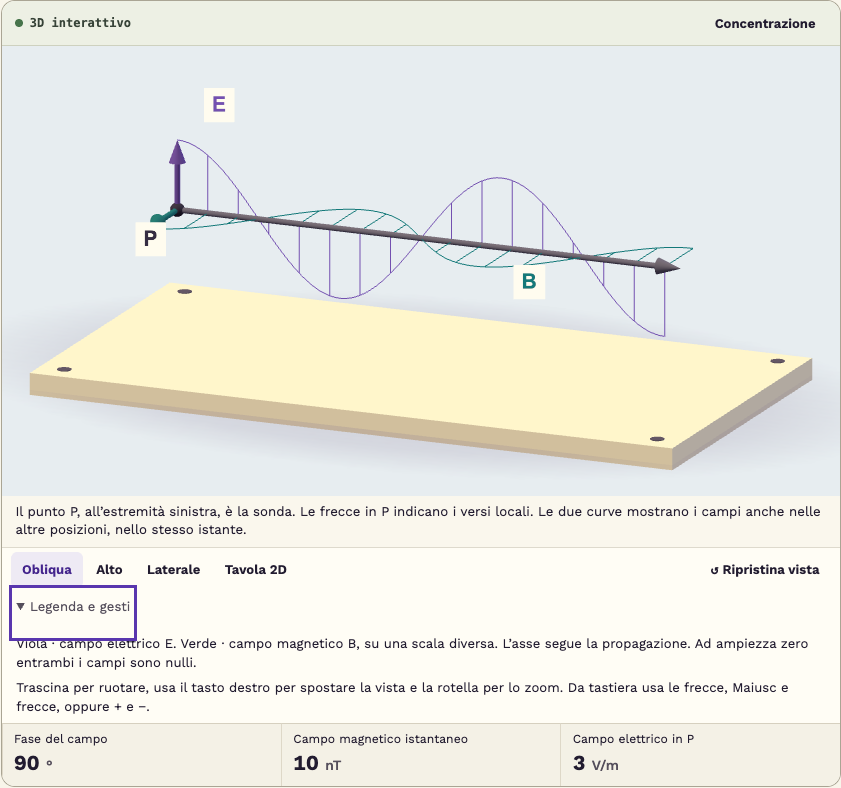 3D interattivo
Concentrazione
E
P
B
Il punto P, all’estremità sinistra, è la sonda. Le frecce in P indicano i versi locali. Le due curve mostrano i campi anche nelle
altre posizioni, nello stesso istante.
Obliqua Alto Laterale Tavola 2D
↺ Ripristina vista
▼ Legenda e gesti
Viola · campo elettrico E. Verde · campo magnetico B, su una scala diversa. L’asse segue la propagazione. Ad ampiezza zero
entrambi i campi sono nulli.
Trascina per ruotare, usa il tasto destro per spostare la vista e la rotella per lo zoom. Da tastiera usa le frecce, Maiusc e
frecce, oppure + e −.
Fase del campo
90 °
Campo magnetico istantaneo
10 nT
Campo elettrico in P
3 V/m